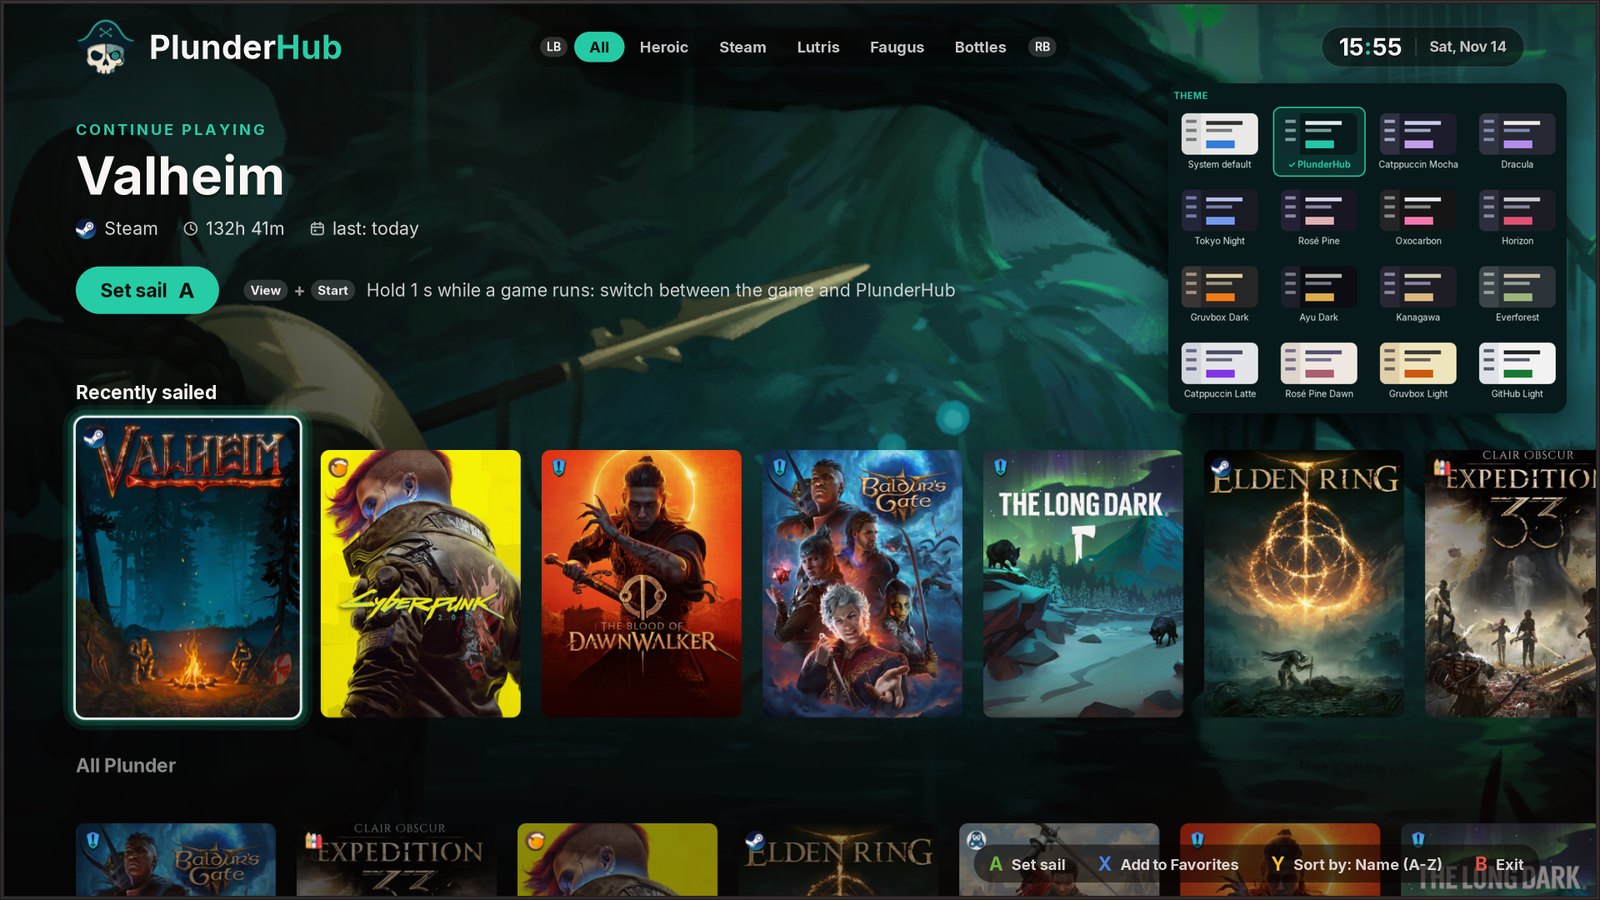 PlunderHub
LB All Heroic Steam Lutris Faugus Bottles RB
15:55 Sat, Nov 14
CONTINUE PLAYING
Valheim
Steam 132h 41m last: today
Set sail A View + Start Hold 1 s while a game runs: switch between the game and PlunderHub
THEME
System default ✓ PlunderHub Catppuccin Mocha Dracula
Tokyo Night Rosé Pine Oxocarbon Horizon
Gruvbox Dark Ayu Dark Kanagawa Everforest
Catppuccin Latte Rosé Pine Dawn Gruvbox Light GitHub Light
Recently sailed
VALHEIM
Cyberpunk
2077
THE BLOOD OF
DAWNWALKER
Baldur's
Gate
THE LONG DARK
ELDEN RING
CLAIR OBSCUR
EXPEDITION
33
All Plunder
Baldur's
Gate
CLAIR OBSCUR
EXPEDITION
33
ELDEN RING
THE LONG DARK
A Set sail X Add to Favorites Y Sort by: Name (A-Z) B Exit